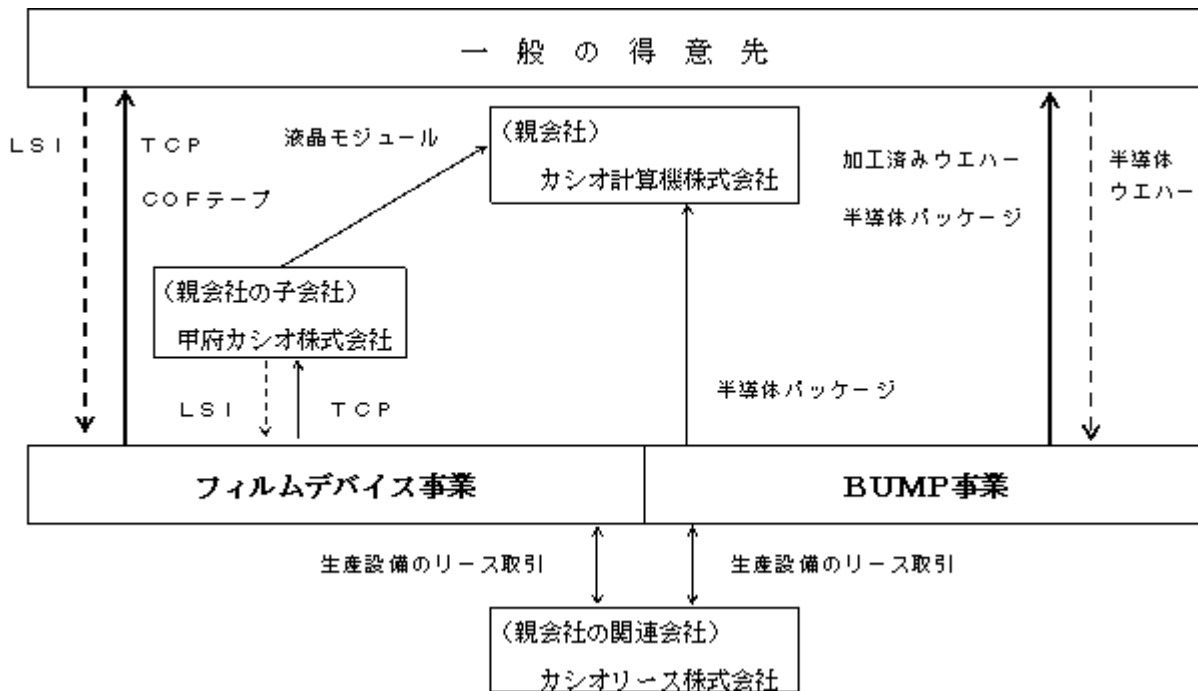 一般の得意先
LSI
TCP
COFテープ
液晶モジュール
(親会社)
カシオ計算機株式会社
加工済みウエハー
半導体パッケージ
半導体
ウエハー
(親会社の子会社)
甲府カシオ株式会社
LSI
TCP
半導体パッケージ
フィルムデバイス事業
BUMP事業
生産設備のリース取引
生産設備のリース取引
(親会社の関連会社)
カシオリース株式会社